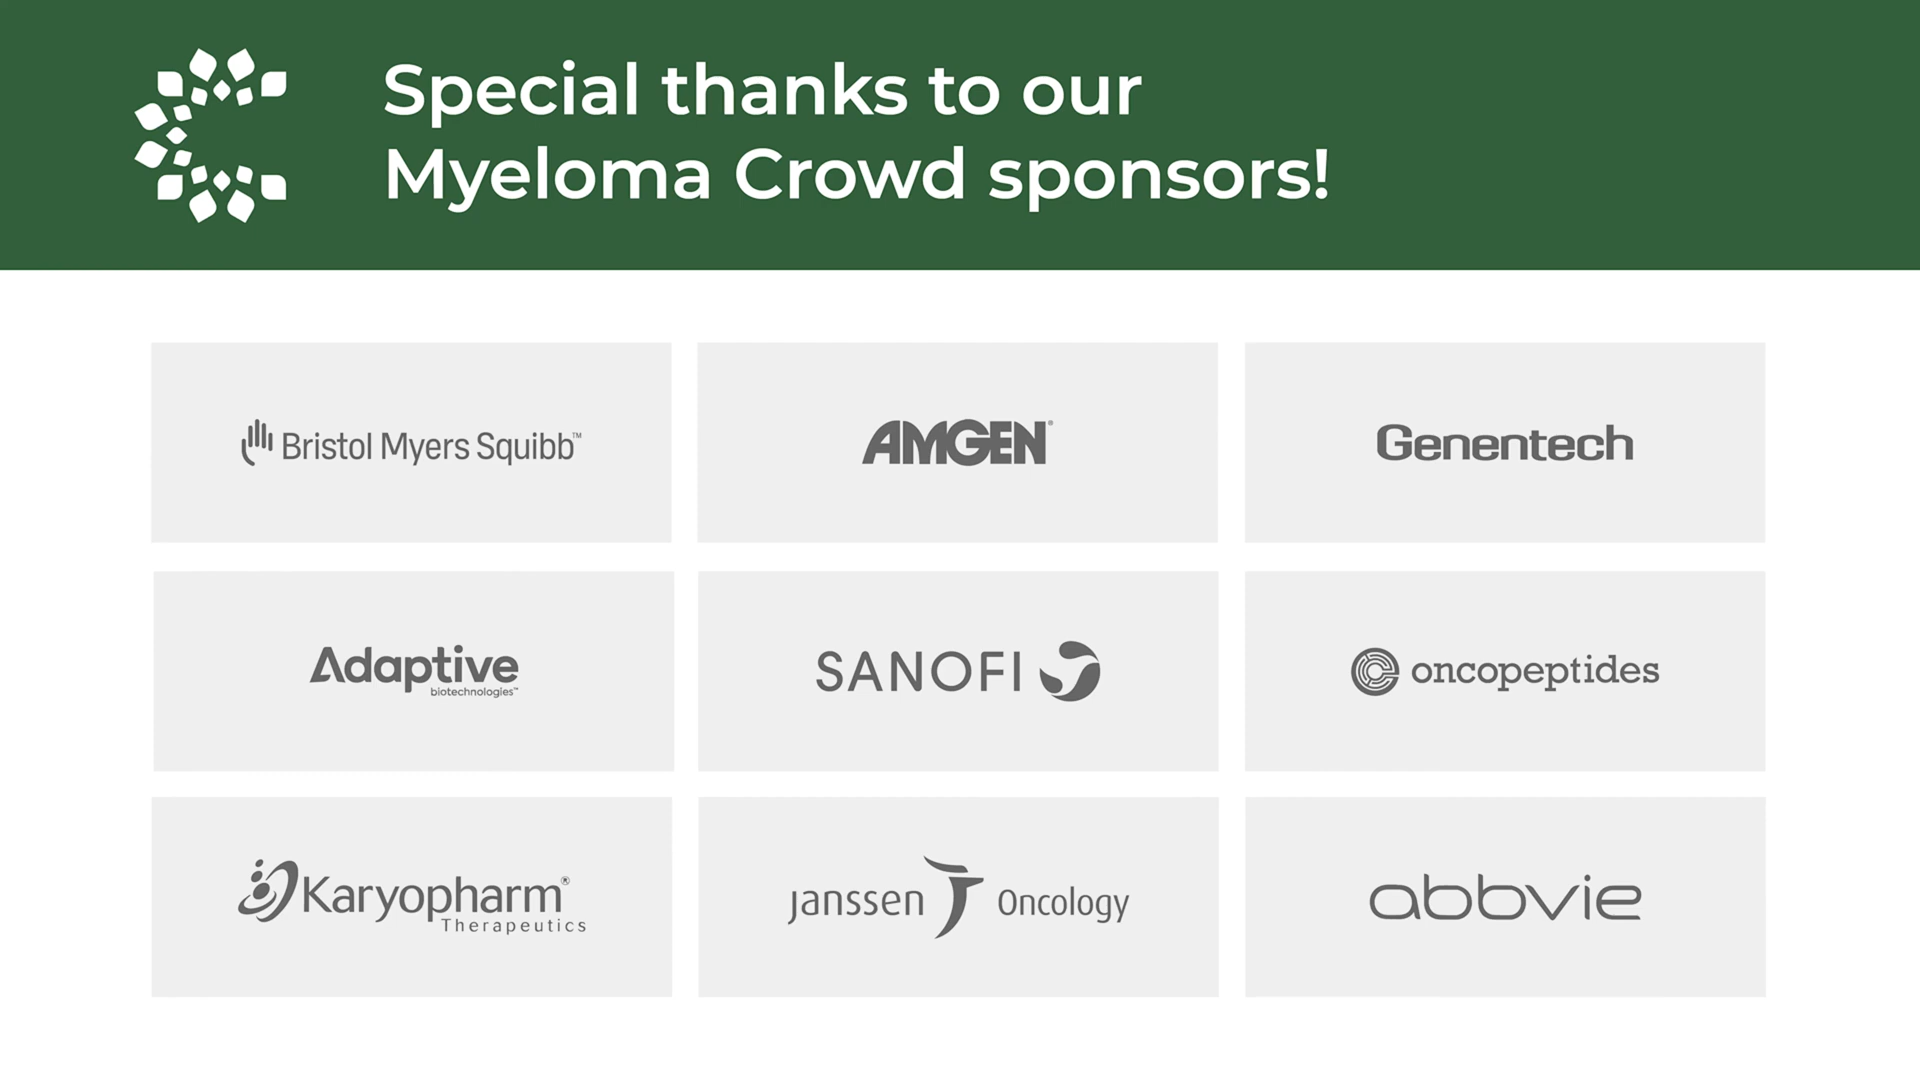 Special thanks to our
Myeloma Crowd sponsors!
Bristol Myers Squibb™
AMGEN®
Genentech
Adaptive
biotechnologies™
SANOFI
oncopeptides
Karyopharm®
Therapeutics
janssen Oncology
abbvie